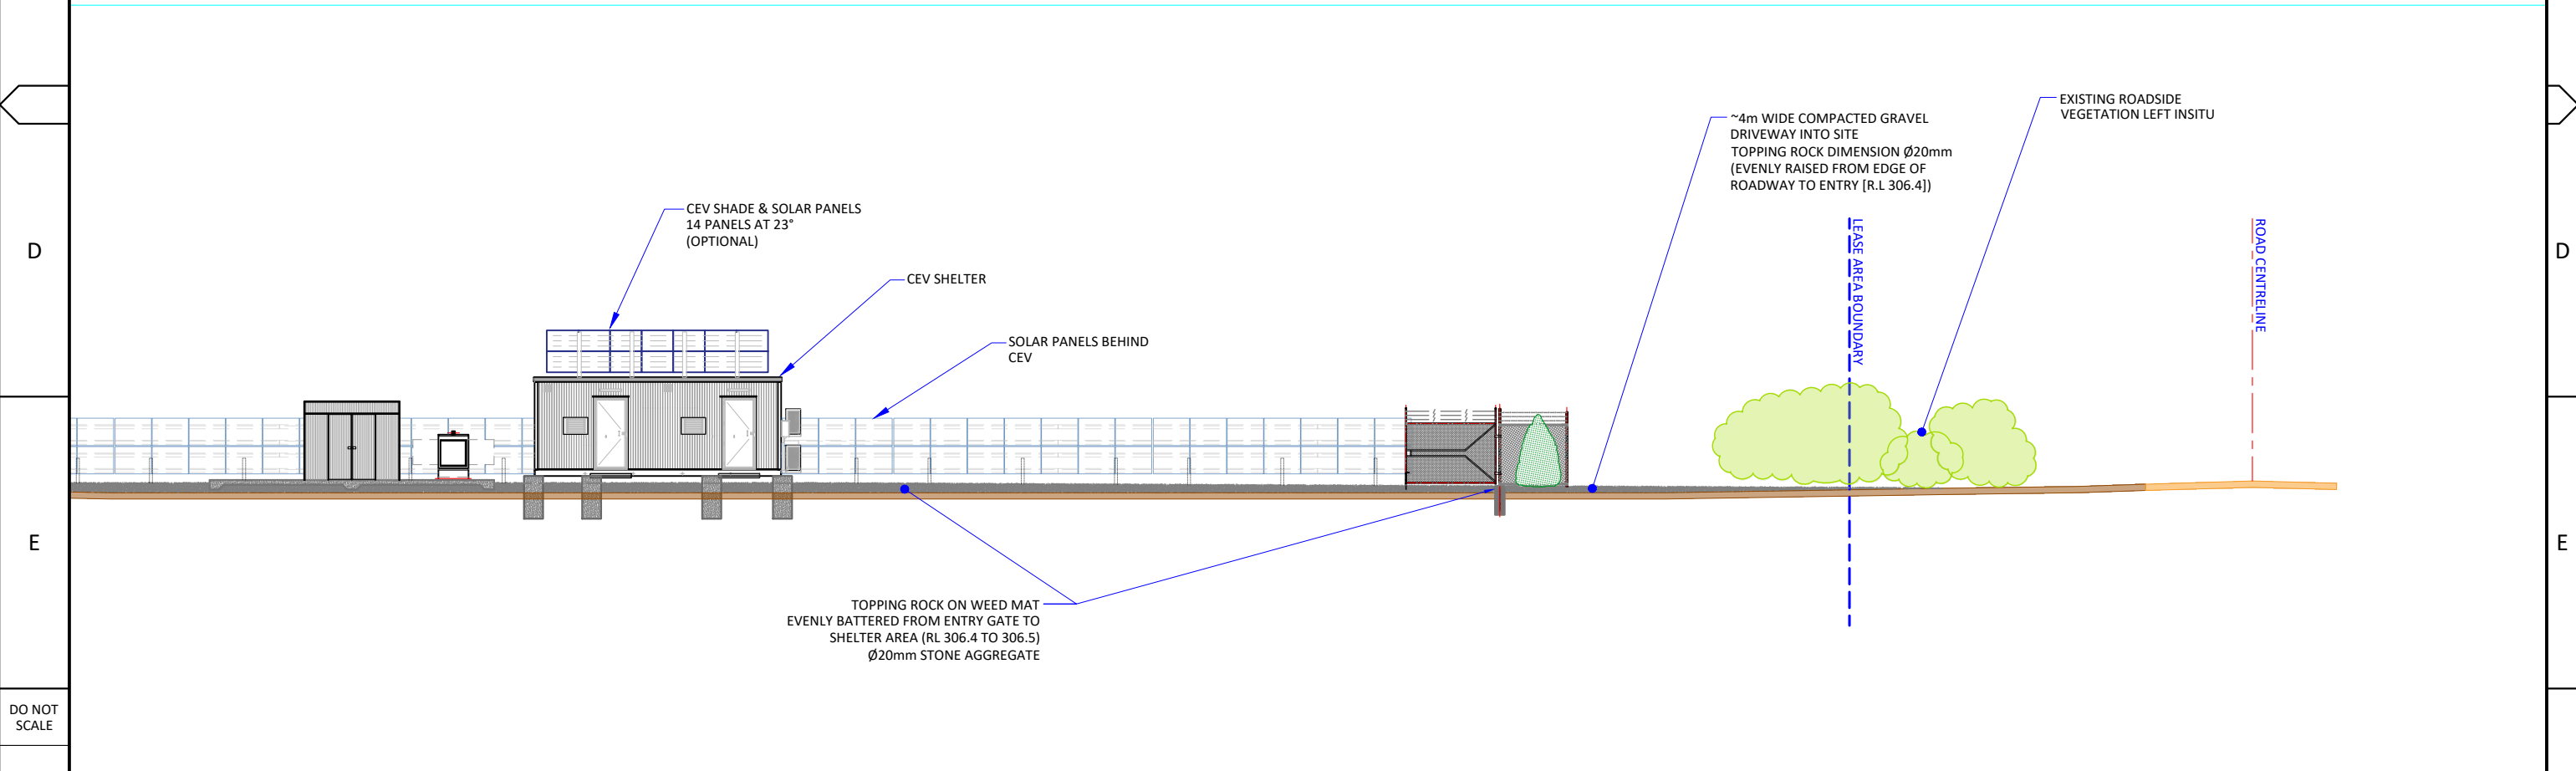 ~4m WIDE COMPACTED GRAVEL
DRIVEWAY INTO SITE
TOPPING ROCK DIMENSION Ø20mm
(EVENLY RAISED FROM EDGE OF
ROADWAY TO ENTRY [R.L 306.4])
EXISTING ROADSIDE
VEGETATION LEFT INSITU
CEV SHADE & SOLAR PANELS
14 PANELS AT 23°
(OPTIONAL)
CEV SHELTER
SOLAR PANELS BEHIND
CEV
LEASE AREA BOUNDARY
ROAD CENTRELINE
D
D
E
E
TOPPING ROCK ON WEED MAT
EVENLY BATTERED FROM ENTRY GATE TO
SHELTER AREA (RL 306.4 TO 306.5)
Ø20mm STONE AGGREGATE
DO NOT
SCALE